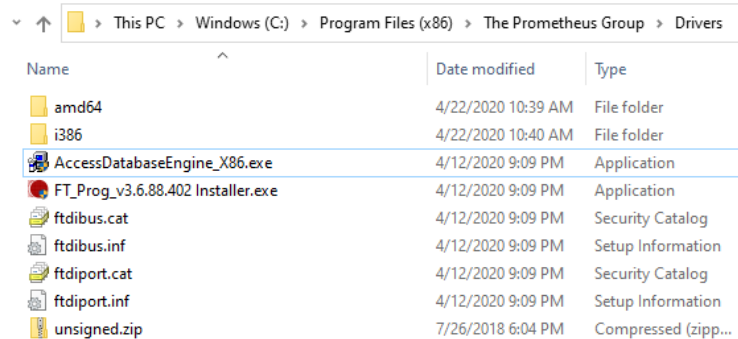 This PC > Windows (C:) > Program Files (x86) > The Prometheus Group > Drivers
Name Date modified Type
amd64 4/22/2020 10:39 AM File folder
i386 4/22/2020 10:40 AM File folder
AccessDatabaseEngine_X86.exe 4/12/2020 9:09 PM Application
FT_Prog_v3.6.88.402 Installer.exe 4/12/2020 9:09 PM Application
ftdibus.cat 4/12/2020 9:09 PM Security Catalog
ftdibus.inf 4/12/2020 9:09 PM Setup Information
ftdiport.cat 4/12/2020 9:09 PM Security Catalog
ftdiport.inf 4/12/2020 9:09 PM Setup Information
unsigned.zip 7/26/2018 6:04 PM Compressed (zipp...